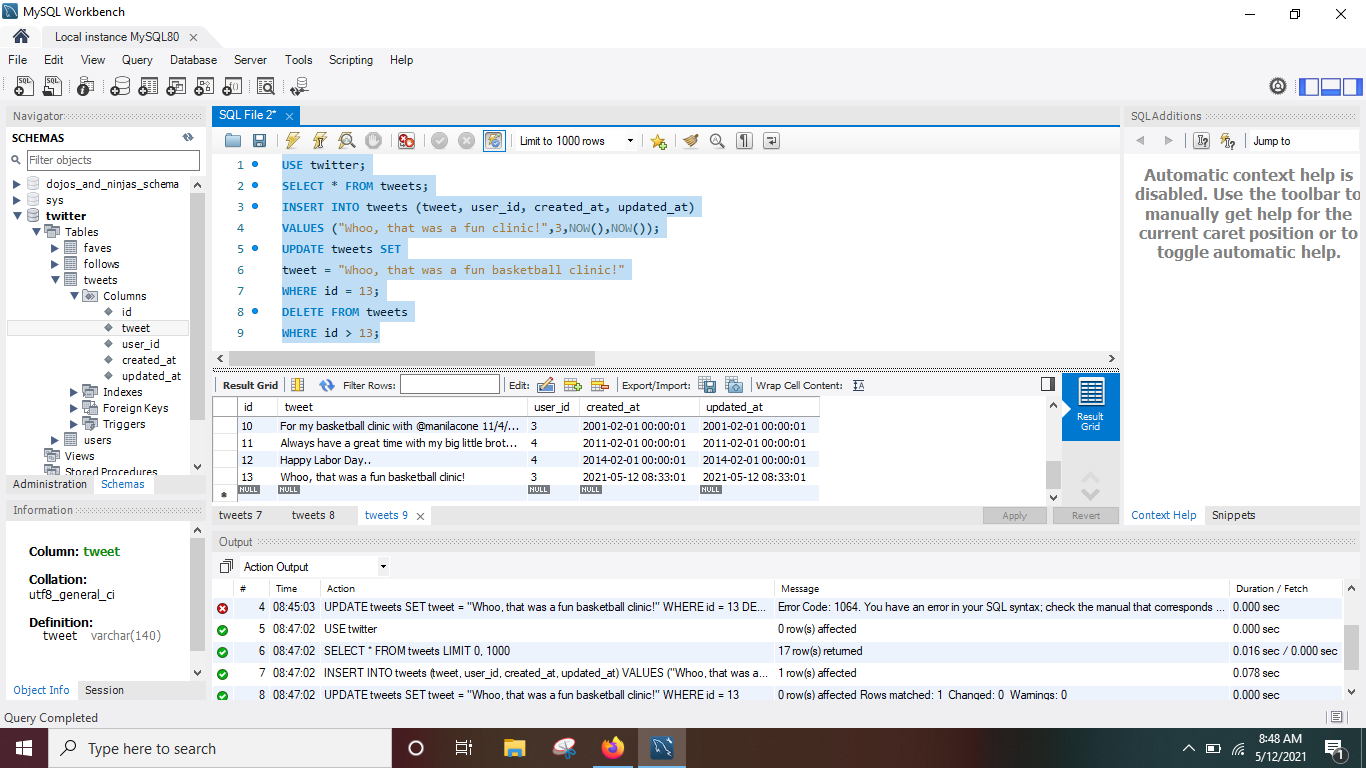 MySQL Workbench
Local instance MySQL80
File Edit View Query Database Server Tools Scripting Help
Navigator
SCHEMAS
Filter objects
dojos_and_ninjas_schema
sys
twitter
Tables
faves
follows
tweets
Columns
id
tweet
user_id
created_at
updated_at
Indexes
Foreign Keys
Triggers
users
Views
Stored Procedures
Administration Schemas
Information
Column: tweet
Collation:
utf8_general_ci
Definition:
tweet varchar(140)
Object Info Session
SQL File 2*
Limit to 1000 rows
1 USE twitter;
2 SELECT * FROM tweets;
3 INSERT INTO tweets (tweet, user_id, created_at, updated_at)
4 VALUES ("Whoo, that was a fun clinic!",3,NOW(),NOW());
5 UPDATE tweets SET
6 tweet = "Whoo, that was a fun basketball clinic!"
7 WHERE id = 13;
8 DELETE FROM tweets
9 WHERE id > 13;
Result Grid Filter Rows: Edit: Export/Import: Wrap Cell Content:
id tweet user_id created_at updated_at
10 For my basketball clinic with @manilacone 11/4/... 3 2001-02-01 00:00:01 2001-02-01 00:00:01
11 Always have a great time with my big little brot... 4 2011-02-01 00:00:01 2011-02-01 00:00:01
12 Happy Labor Day.. 4 2014-02-01 00:00:01 2014-02-01 00:00:01
13 Whoo, that was a fun basketball clinic! 3 2021-05-12 08:33:01 2021-05-12 08:33:01
NULL NULL NULL NULL NULL
Result
Grid
tweets 7 tweets 8 tweets 9 Apply Revert
Output
Action Output
# Time Action Message Duration / Fetch
4 08:45:03 UPDATE tweets SET tweet = "Whoo, that was a fun basketball clinic!" WHERE id = 13 DE... Error Code: 1064. You have an error in your SQL syntax; check the manual that corresponds ... 0.000 sec
5 08:47:02 USE twitter 0 row(s) affected 0.000 sec
6 08:47:02 SELECT * FROM tweets LIMIT 0, 1000 17 row(s) returned 0.016 sec / 0.000 sec
7 08:47:02 INSERT INTO tweets (tweet, user_id, created_at, updated_at) VALUES ("Whoo, that was a... 1 row(s) affected 0.078 sec
8 08:47:02 UPDATE tweets SET tweet = "Whoo, that was a fun basketball clinic!" WHERE id = 13 0 row(s) affected Rows matched: 1 Changed: 0 Warnings: 0 0.000 sec
SQLAdditions
Jump to
Automatic context help is
disabled. Use the toolbar to
manually get help for the
current caret position or to
toggle automatic help.
Context Help Snippets
Query Completed
Type here to search
8:48 AM
5/12/2021
1